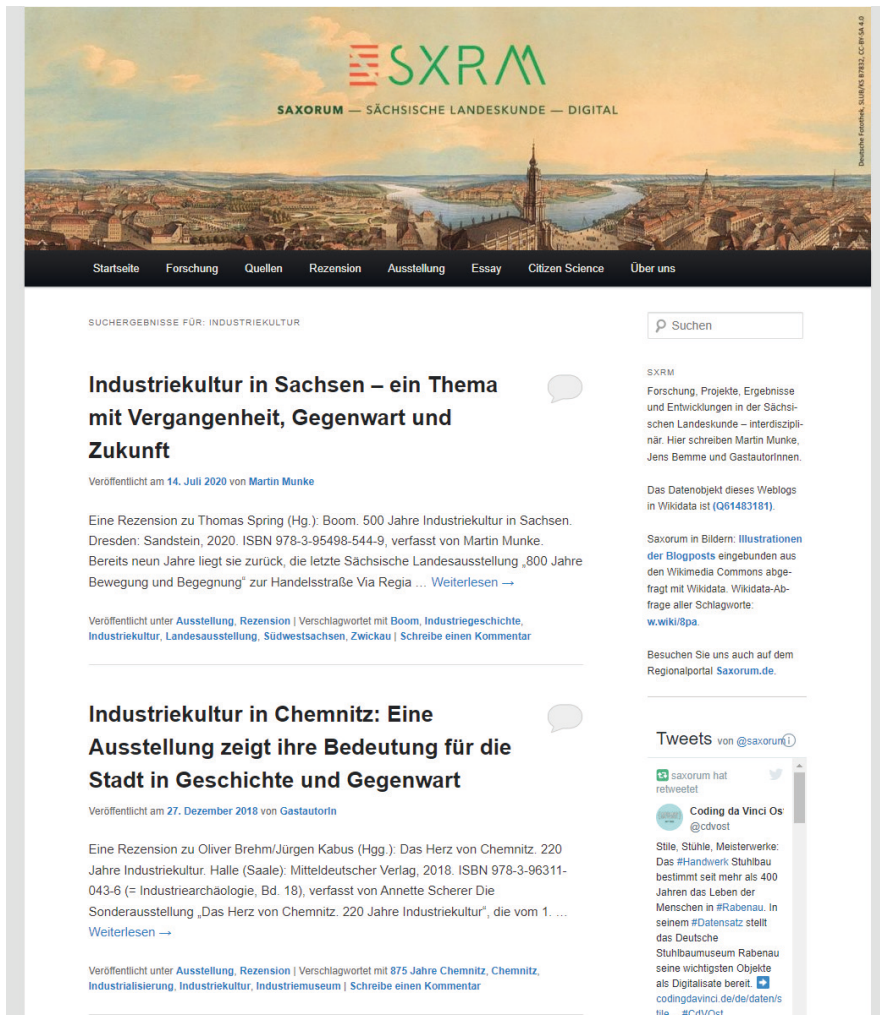 Deutsche Fotothek, SLUB/KS B7832, CC-BY-SA 4.0
SXRM
SAXORUM — SÄCHSISCHE LANDESKUNDE — DIGITAL
Startseite Forschung Quellen Rezension Ausstellung Essay Citizen Science Über uns
SUCHERGEBNISSE FÜR: INDUSTRIEKULTUR
Industriekultur in Sachsen – ein Thema
mit Vergangenheit, Gegenwart und
Zukunft
Veröffentlicht am 14. Juli 2020 von Martin Munke
Eine Rezension zu Thomas Spring (Hg.): Boom. 500 Jahre Industriekultur in Sachsen.
Dresden: Sandstein, 2020. ISBN 978-3-95498-544-9, verfasst von Martin Munke.
Bereits neun Jahre liegt sie zurück, die letzte Sächsische Landesausstellung „800 Jahre
Bewegung und Begegnung“ zur Handelsstraße Via Regia … Weiterlesen →
Veröffentlicht unter Ausstellung, Rezension | Verschlagwortet mit Boom, Industriegeschichte,
Industriekultur, Landesausstellung, Südwestsachsen, Zwickau | Schreibe einen Kommentar
Industriekultur in Chemnitz: Eine
Ausstellung zeigt ihre Bedeutung für die
Stadt in Geschichte und Gegenwart
Veröffentlicht am 27. Dezember 2018 von GastautorIn
Eine Rezension zu Oliver Brehm/Jürgen Kabus (Hgg.): Das Herz von Chemnitz. 220
Jahre Industriekultur. Halle (Saale): Mitteldeutscher Verlag, 2018. ISBN 978-3-96311-
043-6 (= Industriearchäologie, Bd. 18), verfasst von Annette Scherer Die
Sonderausstellung „Das Herz von Chemnitz. 220 Jahre Industriekultur“, die vom 1. …
Weiterlesen →
Veröffentlicht unter Ausstellung, Rezension | Verschlagwortet mit 875 Jahre Chemnitz, Chemnitz,
Industrialisierung, Industriekultur, Industriemuseum | Schreibe einen Kommentar
Suchen
SXRM
Forschung, Projekte, Ergebnisse
und Entwicklungen in der Sächsi-
schen Landeskunde – interdiszipli-
när. Hier schreiben Martin Munke,
Jens Bemme und GastautorInnen.
Das Datenobjekt dieses Weblogs
in Wikidata ist (Q61483181).
Saxorum in Bildern: Illustrationen
der Blogposts eingebunden aus
den Wikimedia Commons abge-
fragt mit Wikidata. Wikidata-Ab-
frage aller Schlagworte:
w.wiki/8pa.
Besuchen Sie uns auch auf dem
Regionalportal Saxorum.de.
Tweets von @saxorum
saxorum hat
retweetet
Coding da Vinci Os
@cdvost
Stile, Stühle, Meisterwerke:
Das #Handwerk Stuhlbau
bestimmt seit mehr als 400
Jahren das Leben der
Menschen in #Rabenau. In
seinem #Datensatz stellt
das Deutsche
Stuhlbaumuseum Rabenau
seine wichtigsten Objekte
als Digitalisate bereit. ➡
codingdavinci.de/de/daten/s
tile… #CdVOst